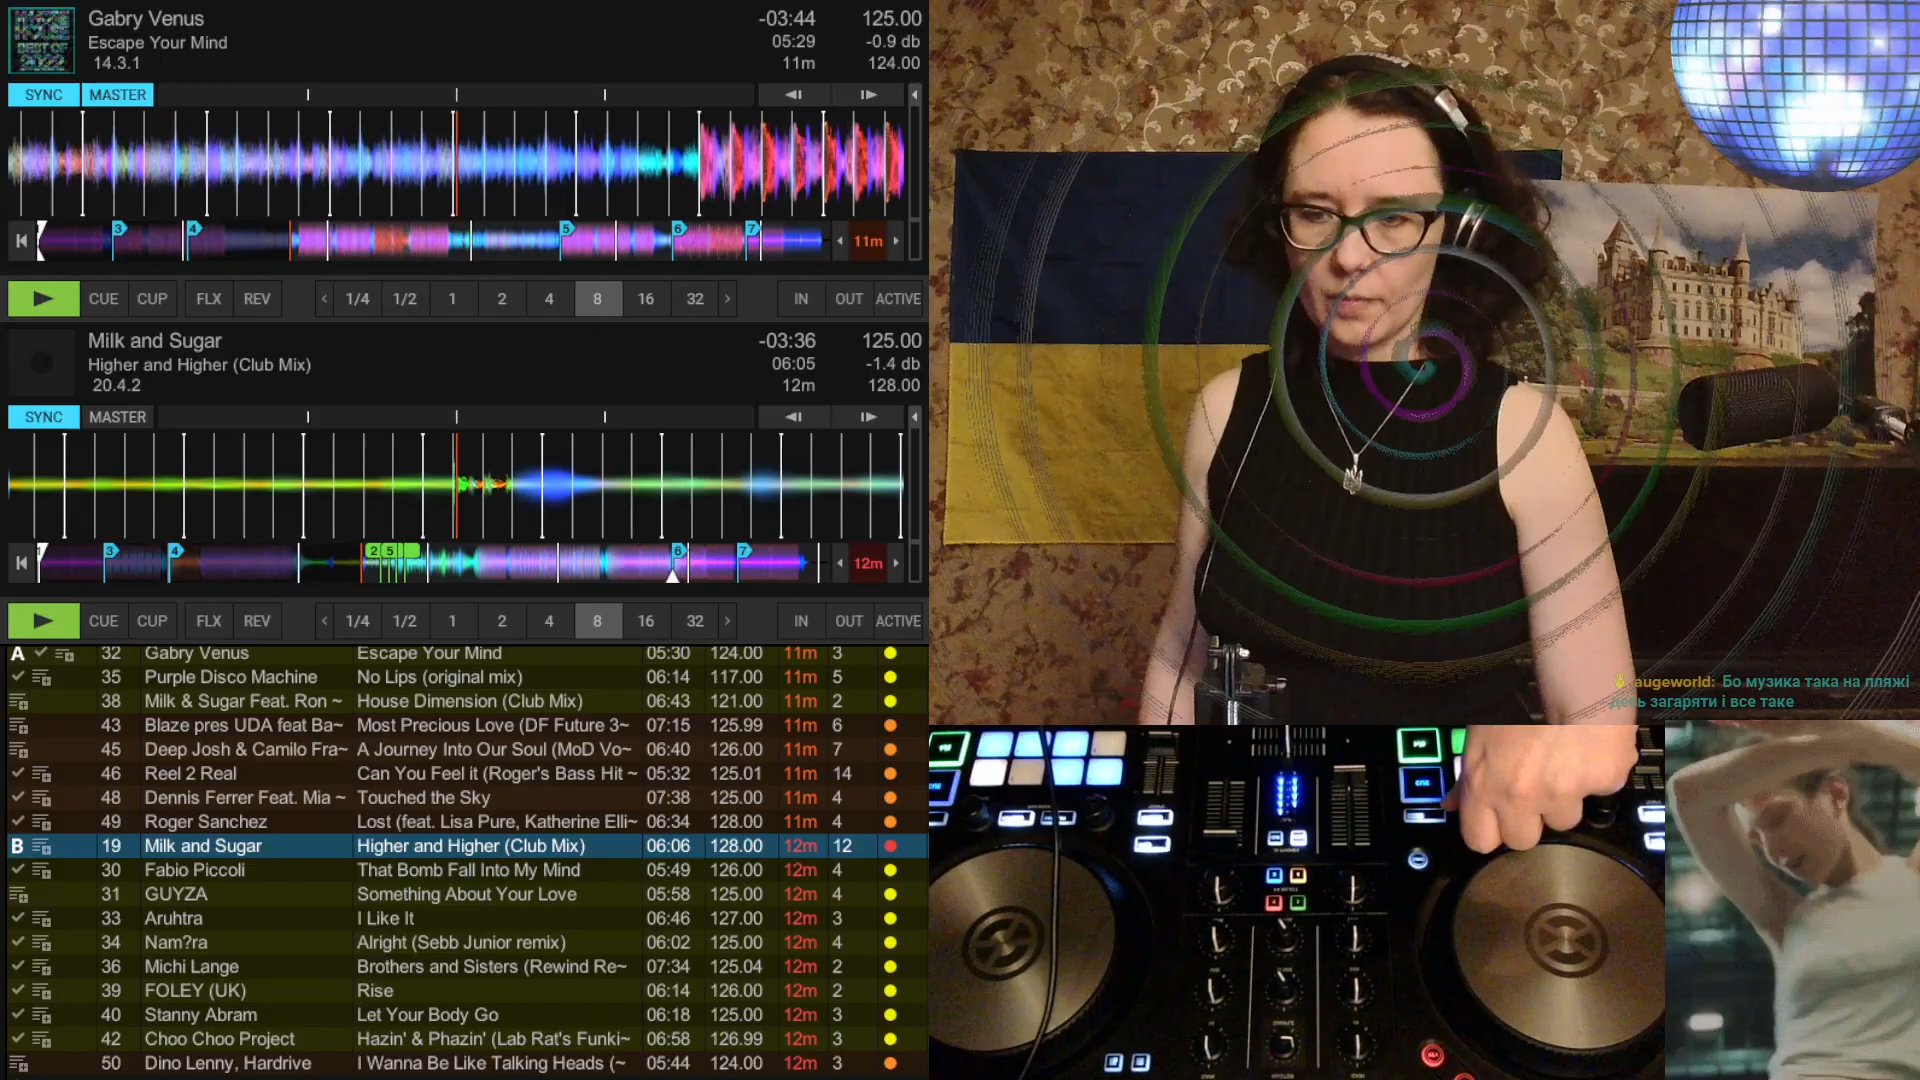 HOUSE
BEST OF
2022
Gabry Venus
Escape Your Mind
14.3.1
-03:44 125.00
05:29 -0.9 db
11m 124.00
SYNC MASTER
3 4 5 6 7
11m
CUE CUP FLX REV 1/4 1/2 1 2 4 8 16 32 IN OUT ACTIVE
Milk and Sugar
Higher and Higher (Club Mix)
20.4.2
-03:36 125.00
06:05 -1.4 db
12m 128.00
SYNC MASTER
1 3 4 2 5 6 7
12m
CUE CUP FLX REV 1/4 1/2 1 2 4 8 16 32 IN OUT ACTIVE
A 32 Gabry Venus Escape Your Mind 05:30 124.00 11m 3
35 Purple Disco Machine No Lips (original mix) 06:14 117.00 11m 5
38 Milk & Sugar Feat. Ron ~ House Dimension (Club Mix) 06:43 121.00 11m 2
43 Blaze pres UDA feat Ba~ Most Precious Love (DF Future 3~ 07:15 125.99 11m 6
45 Deep Josh & Camilo Fra~ A Journey Into Our Soul (MoD Vo~ 06:40 126.00 11m 7
46 Reel 2 Real Can You Feel it (Roger's Bass Hit ~ 05:32 125.01 11m 14
48 Dennis Ferrer Feat. Mia ~ Touched the Sky 07:38 125.00 11m 4
49 Roger Sanchez Lost (feat. Lisa Pure, Katherine Elli~ 06:34 128.00 11m 4
B 19 Milk and Sugar Higher and Higher (Club Mix) 06:06 128.00 12m 12
30 Fabio Piccoli That Bomb Fall Into My Mind 05:49 126.00 12m 4
31 GUYZA Something About Your Love 05:58 125.00 12m 4
33 Aruhtra I Like It 06:46 127.00 12m 3
34 Nam?ra Alright (Sebb Junior remix) 06:02 125.00 12m 4
36 Michi Lange Brothers and Sisters (Rewind Re~ 07:34 125.04 12m 2
39 FOLEY (UK) Rise 06:14 126.00 12m 2
40 Stanny Abram Let Your Body Go 06:18 125.00 12m 3
42 Choo Choo Project Hazin' & Phazin' (Lab Rat's Funki~ 06:58 126.99 12m 3
50 Dino Lenny, Hardrive I Wanna Be Like Talking Heads (~ 05:44 124.00 12m 3
augeworld: Бо музика така на пляжі
день загаряти і все таке